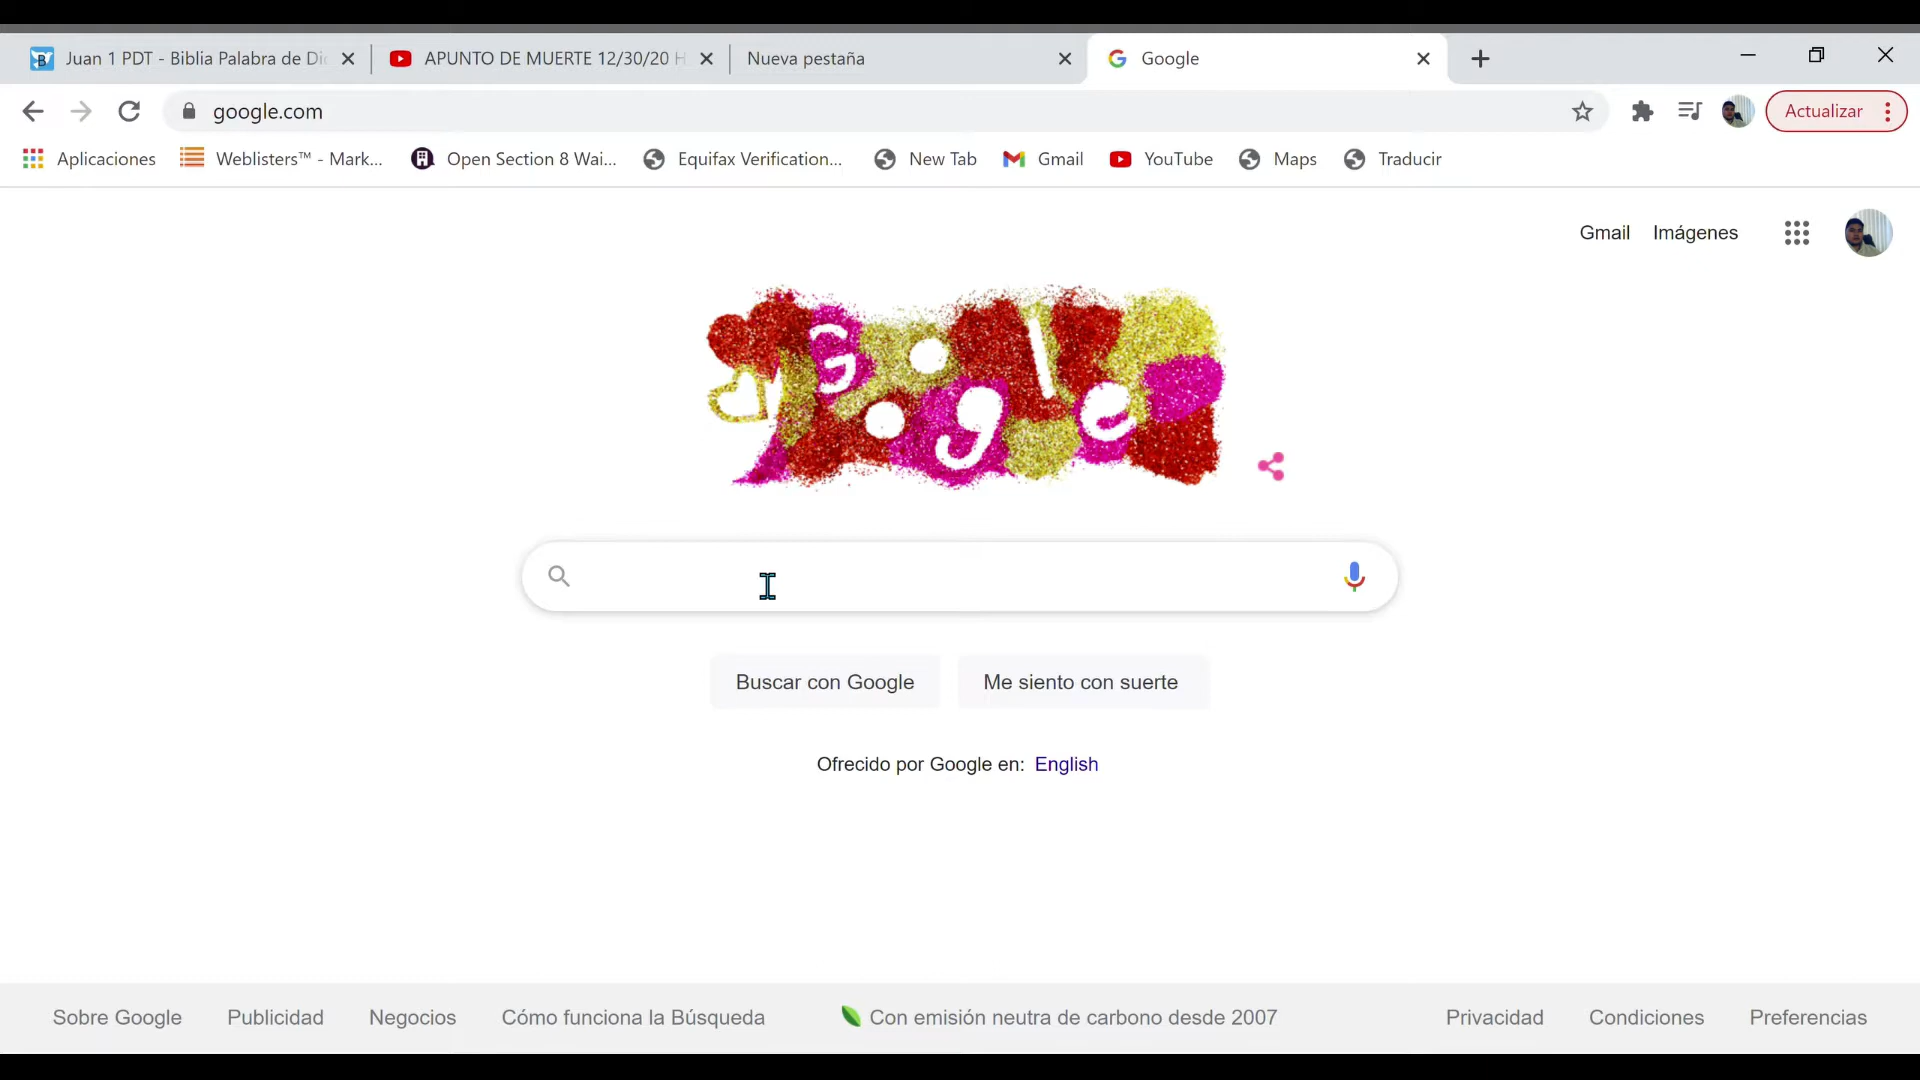 Juan 1 PDT - Biblia Palabra de Di
APUNTO DE MUERTE 12/30/20 H
Nueva pestaña
Google
google.com
Actualizar
Aplicaciones
Weblisters™ - Mark...
Open Section 8 Wai...
Equifax Verification...
New Tab
Gmail
YouTube
Maps
Traducir
Gmail
Imágenes
Google
Buscar con Google
Me siento con suerte
Ofrecido por Google en: English
Sobre Google
Publicidad
Negocios
Cómo funciona la Búsqueda
Con emisión neutra de carbono desde 2007
Privacidad
Condiciones
Preferencias